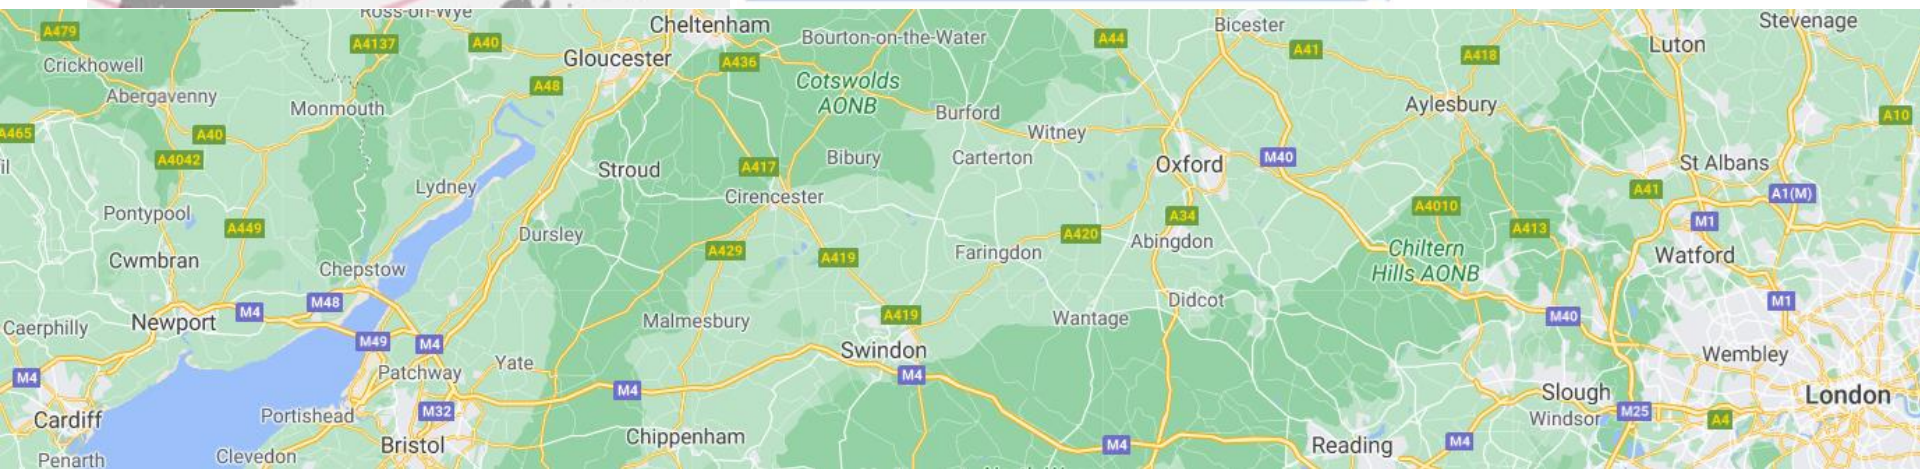 Ross-on-Wye
Cheltenham
Bicester
Stevenage
A479
A4137
A40
Bourton-on-the-Water
A44
A41
A418
Luton
Crickhowell
Gloucester
A436
Abergavenny
Monmouth
A48
Cotswolds
AONB
Burford
Aylesbury
A10
A465
A40
Witney
A4042
Stroud
A417
Bibury
Carterton
Oxford
M40
St Albans
Lydney
Cirencester
A41
A1(M)
Pontypool
A449
Dursley
A420
A34
A4010
A413
M1
Cwmbran
Chepstow
A429
A419
Faringdon
Abingdon
Chiltern
Hills AONB
Watford
M4
M48
Didcot
M1
Caerphilly
Newport
Malmesbury
A419
Wantage
M40
M49
M4
Swindon
Wembley
M4
Patchway
Yate
M4
M4
Slough
London
Cardiff
Portishead
M32
Windsor
M25
A4
Penarth
Clevedon
Bristol
Chippenham
M4
Reading
M4